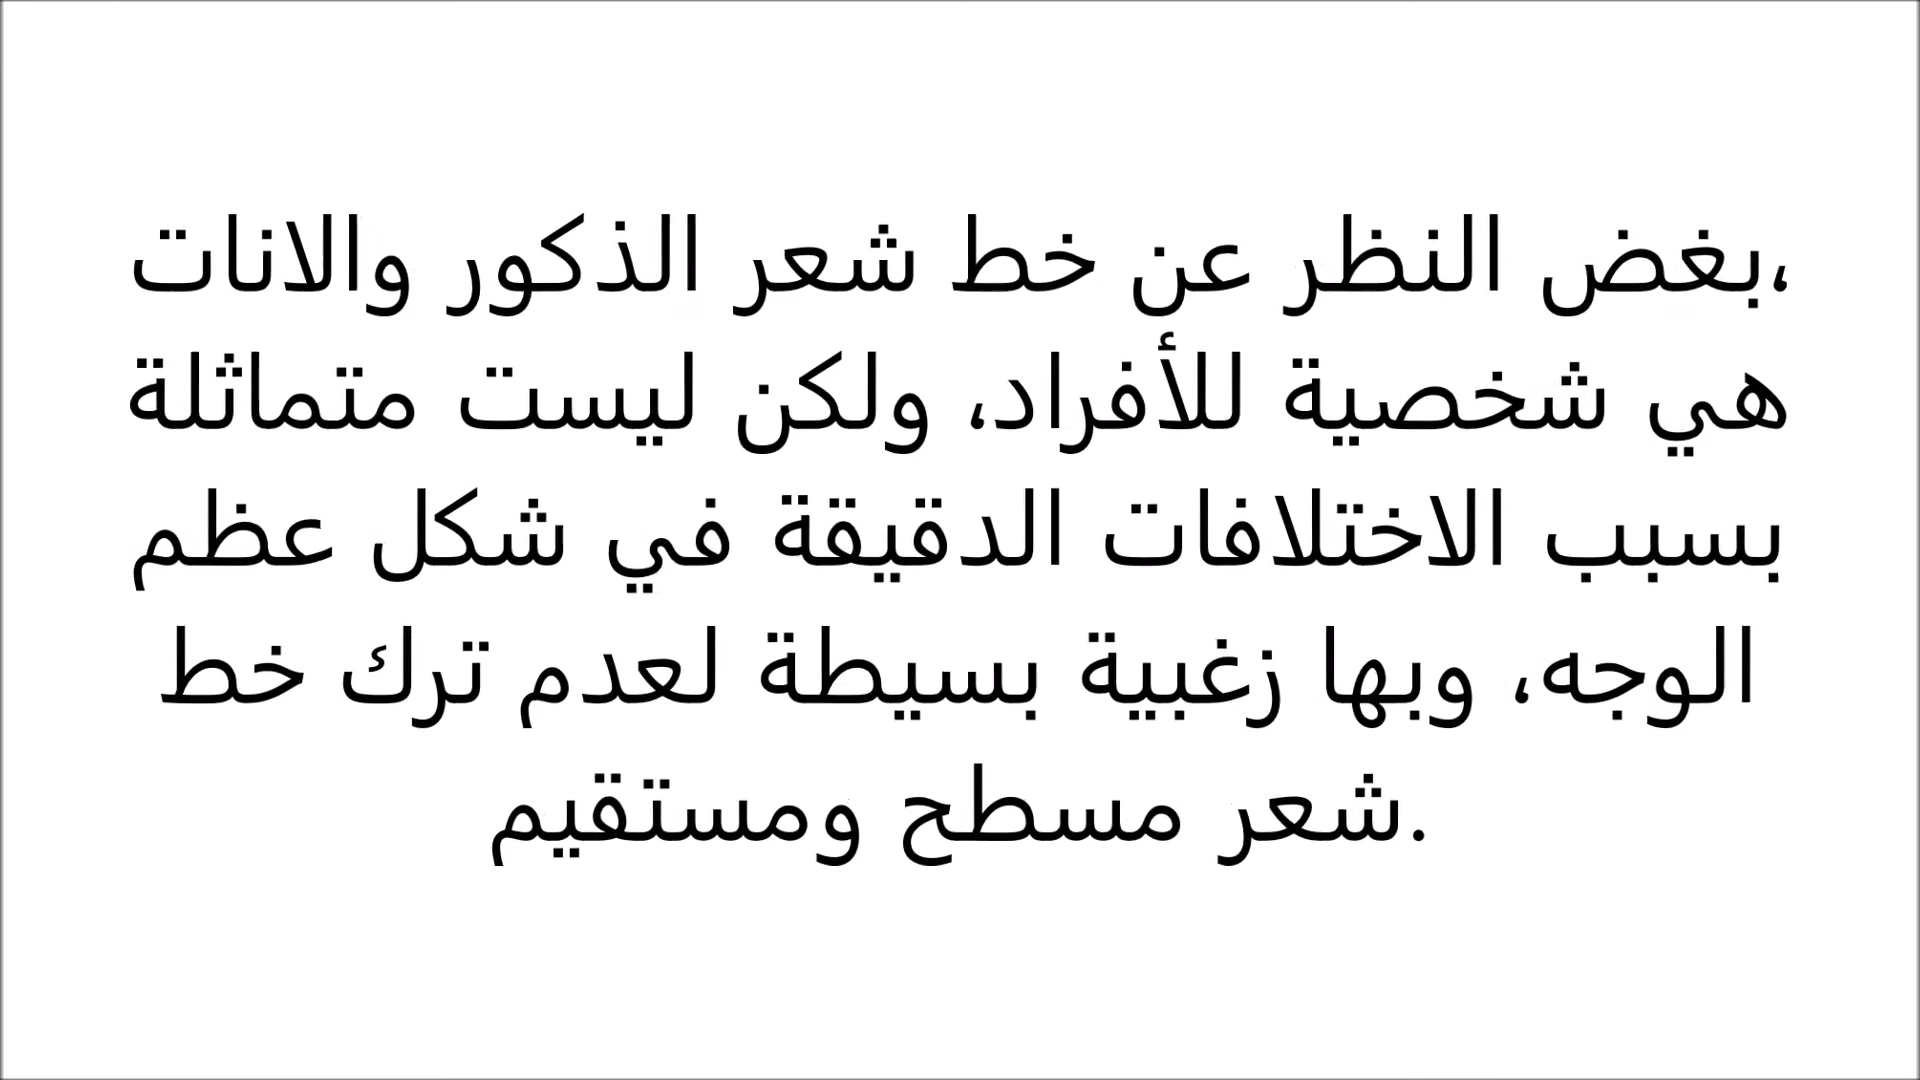 بغض النظر عن خط شعر الذكور والانات،
هي شخصية للأفراد، ولكن ليست متماثلة
بسبب الاختلافات الدقيقة في شكل عظم
الوجه، وبها زغبية بسيطة لعدم ترك خط
شعر مسطح ومستقيم.